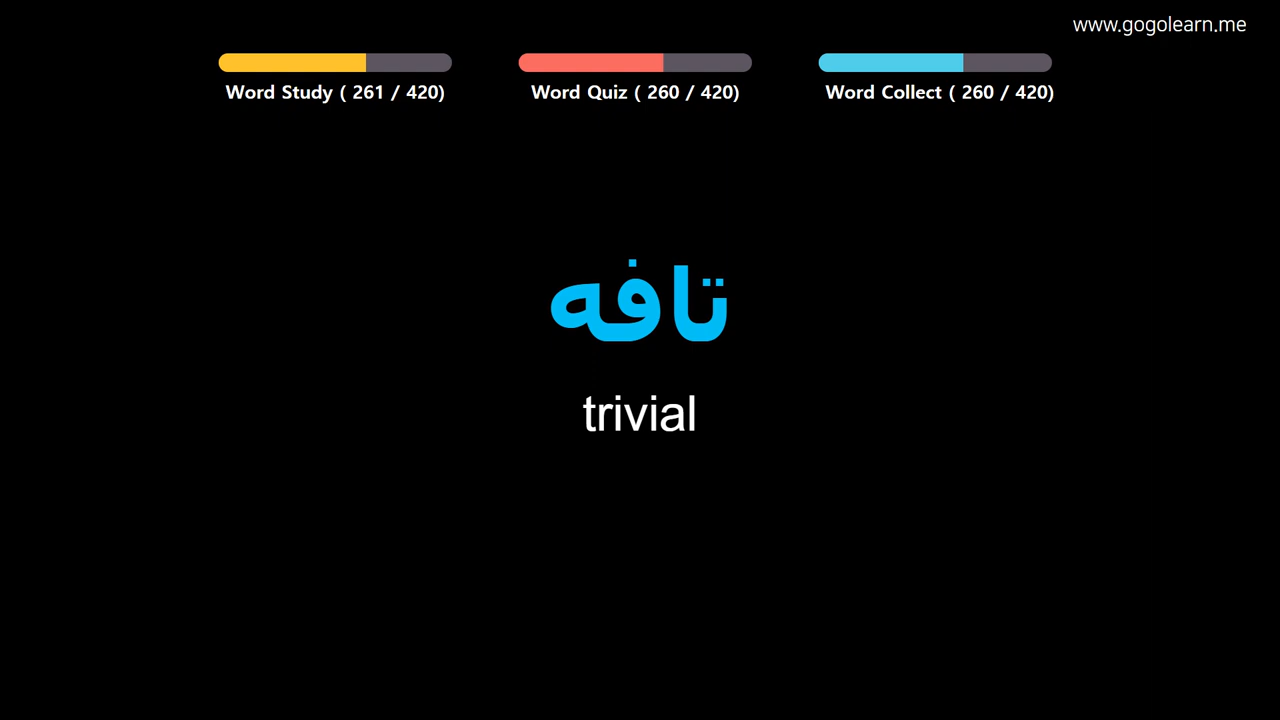 www.gogolearn.me
Word Study ( 261 / 420)
Word Quiz ( 260 / 420)
Word Collect ( 260 / 420)
تافه
trivial